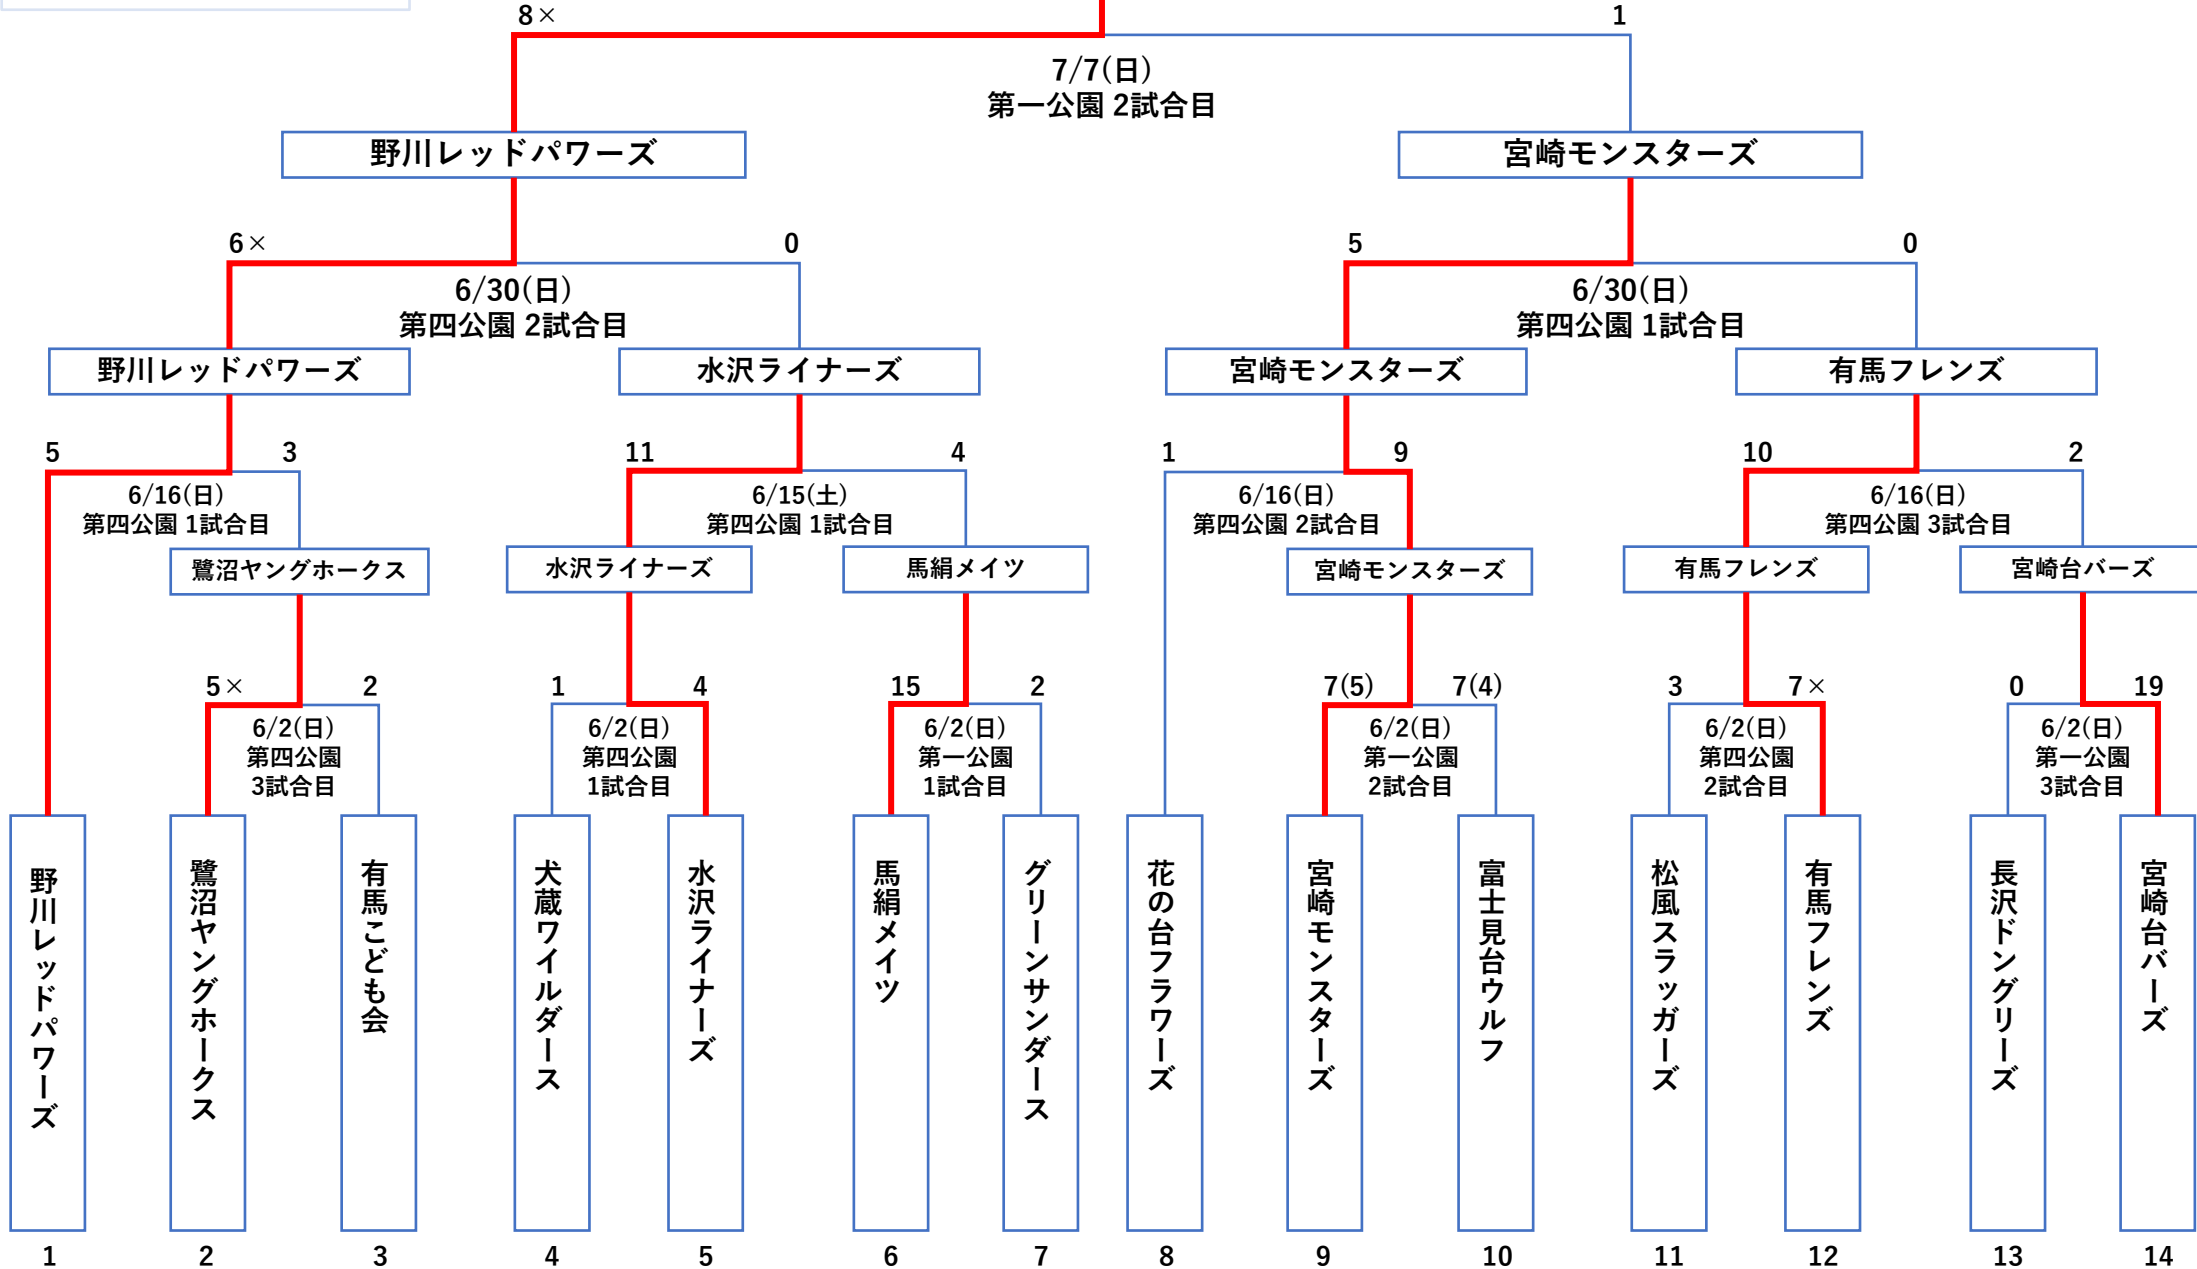 8× 1
7/7(日)
第一公園 2試合目
野川レッドパワーズ 宮崎モンスターズ
6× 0 5 0
6/30(日) 6/30(日)
第四公園 2試合目 第四公園 1試合目
野川レッドパワーズ 水沢ライナーズ 宮崎モンスターズ 有馬フレンズ
5 3 11 4 1 9 10 2
6/16(日) 6/15(土) 6/16(日) 6/16(日)
第四公園 1試合目 第四公園 1試合目 第四公園 2試合目 第四公園 3試合目
鷺沼ヤングホークス 水沢ライナーズ 馬絹メイツ 宮崎モンスターズ 有馬フレンズ 宮崎台バーズ
5× 2 1 4 15 2 7(5) 7(4) 3 7× 0 19
6/2(日) 6/2(日) 6/2(日) 6/2(日) 6/2(日) 6/2(日)
第四公園 第四公園 第一公園 第一公園 第四公園 第一公園
3試合目 1試合目 1試合目 2試合目 2試合目 3試合目
野川レッドパワーズ
鷺沼ヤングホークス
有馬こども会
犬蔵ワイルダース
水沢ライナーズ
馬絹メイツ
グリーンサンダース
花の台フラワーズ
宮崎モンスターズ
富士見台ウルフ
松風スラッガーズ
有馬フレンズ
長沢ドングリーズ
宮崎台バーズ
1 2 3 4 5 6 7 8 9 10 11 12 13 14